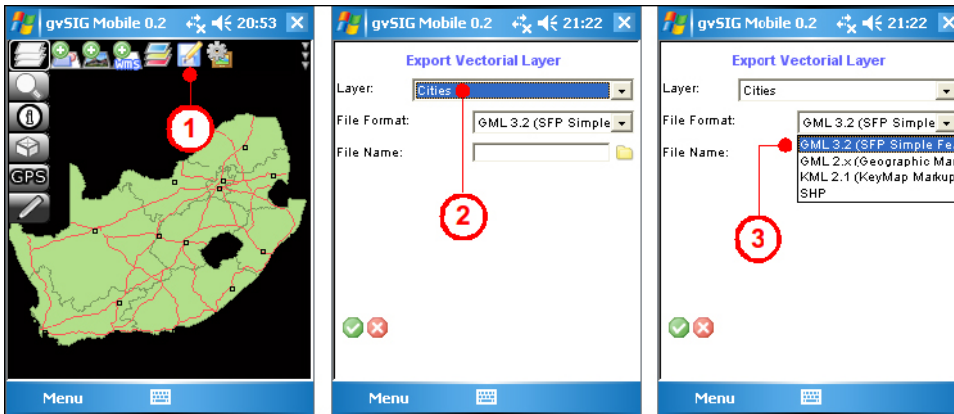 gvSIG Mobile 0.2 20:53
WMS
GPS
1
Menu
gvSIG Mobile 0.2 21:22
Export Vectorial Layer
Layer: Cities
File Format: GML 3.2 (SFP Simple
File Name:
2
Menu
gvSIG Mobile 0.2 21:22
Export Vectorial Layer
Layer: Cities
File Format: GML 3.2 (SFP Simple
File Name:
GML 3.2 (SFP Simple Fea
GML 2.x (Geographic Mar
KML 2.1 (KeyMap Markup
SHP
3
Menu